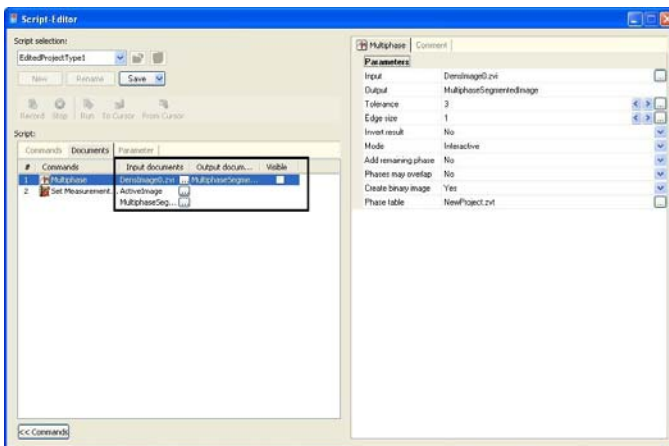 Script-Editor
Script selection:
EditedProjectType1
New Rename Save
Record Stop Run To Cursor From Cursor
Script:
Commands Documents Parameter
# Commands Input documents Output docum... Visible
1 Multiphase DensImage0.zvi ... MultiphaseSegme...
2 Set Measurement... ActiveImage ...
MultiphaseSeg... ...
<< Commands
Multiphase Comment
Parameters
Input DensImage0.zvi ...
Output MultiphaseSegmentedImage
Tolerance 3
Edge size 1
Invert result No
Mode Interactive
Add remaining phase No
Phases may overlap No
Create binary image Yes
Phase table NewProject.zvt ...